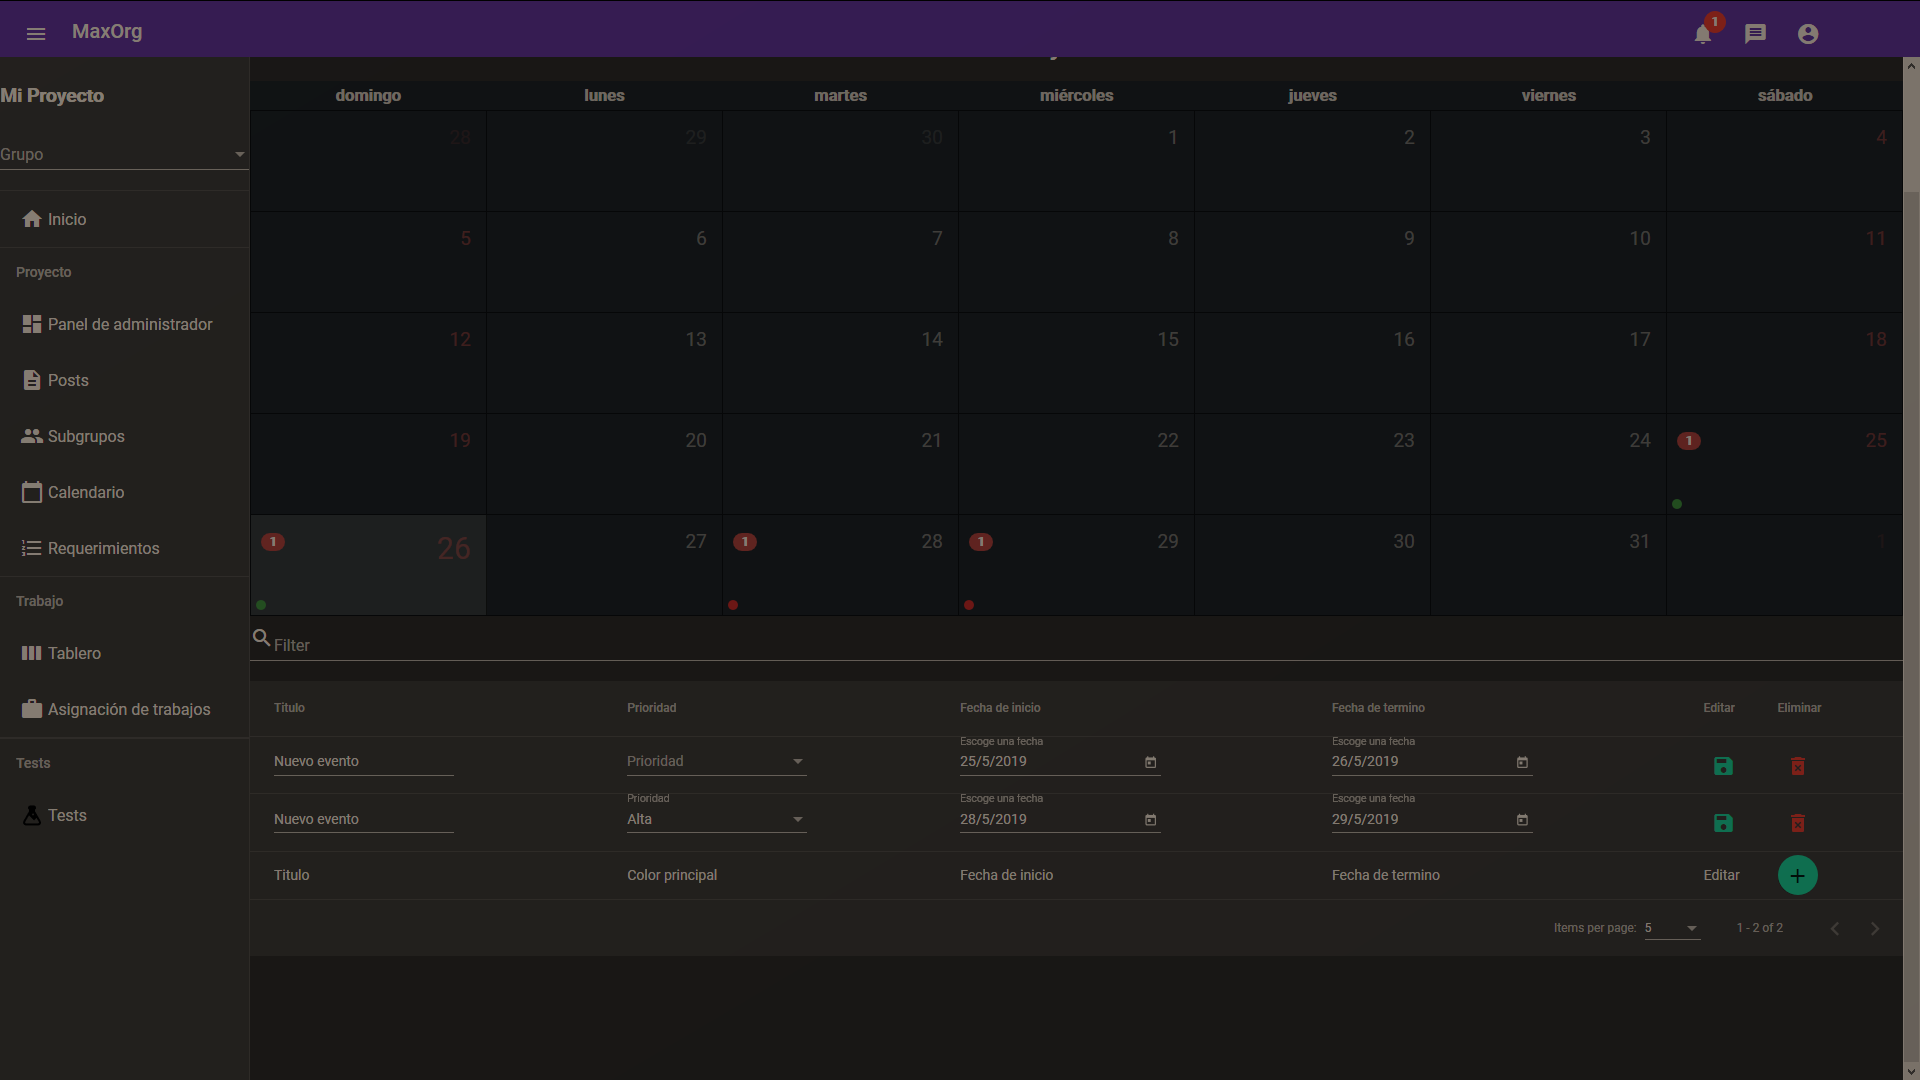 MaxOrg
1
Mi Proyecto
Grupo
Inicio
Proyecto
Panel de administrador
Posts
Subgrupos
Calendario
Requerimientos
Trabajo
Tablero
Asignación de trabajos
Tests
Tests
domingo lunes martes miércoles jueves viernes sábado
28 29 30 1 2 3 4
5 6 7 8 9 10 11
12 13 14 15 16 17 18
19 20 21 22 23 24 1 25
1 26 27 1 28 1 29 30 31 1
Filter
Titulo Prioridad Fecha de inicio Fecha de termino Editar Eliminar
Escoge una fecha Escoge una fecha
Nuevo evento Prioridad 25/5/2019 26/5/2019
Prioridad Escoge una fecha Escoge una fecha
Nuevo evento Alta 28/5/2019 29/5/2019
Titulo Color principal Fecha de inicio Fecha de termino Editar
Items per page: 5 1 - 2 of 2